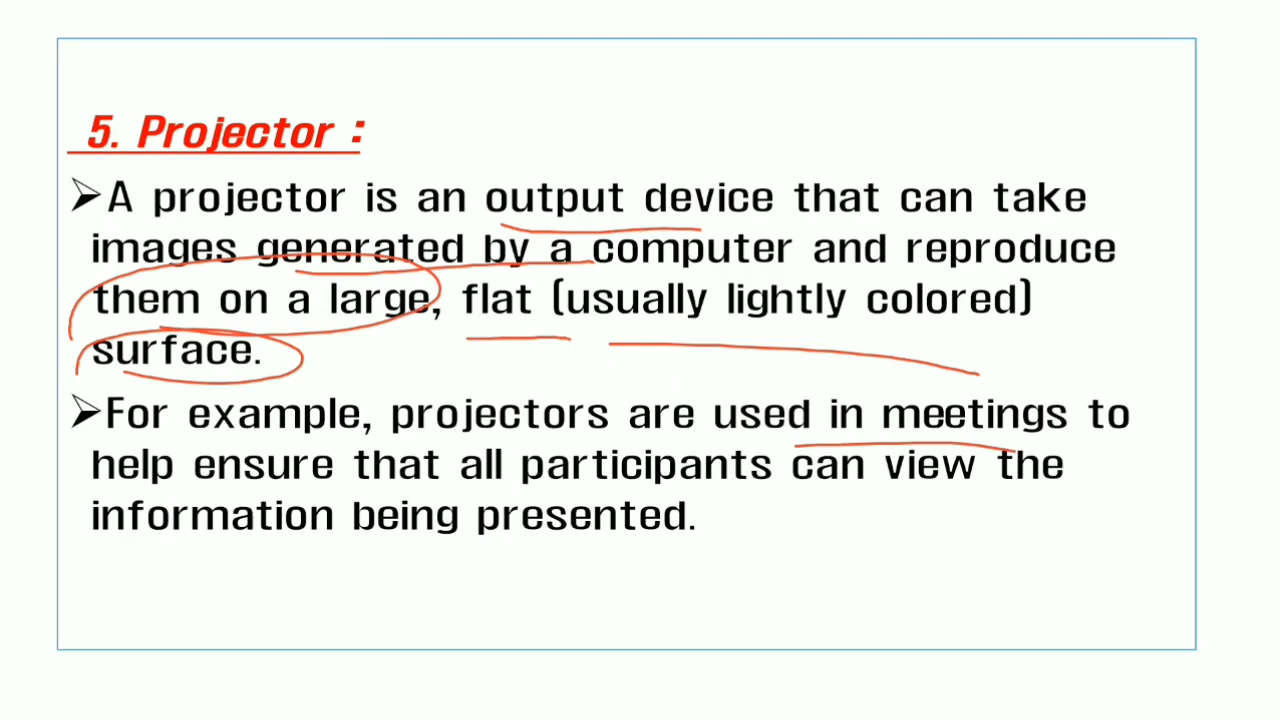 5. Projector :
➢A projector is an output device that can take
images generated by a computer and reproduce
them on a large, flat (usually lightly colored)
surface.
➢For example, projectors are used in meetings to
help ensure that all participants can view the
information being presented.